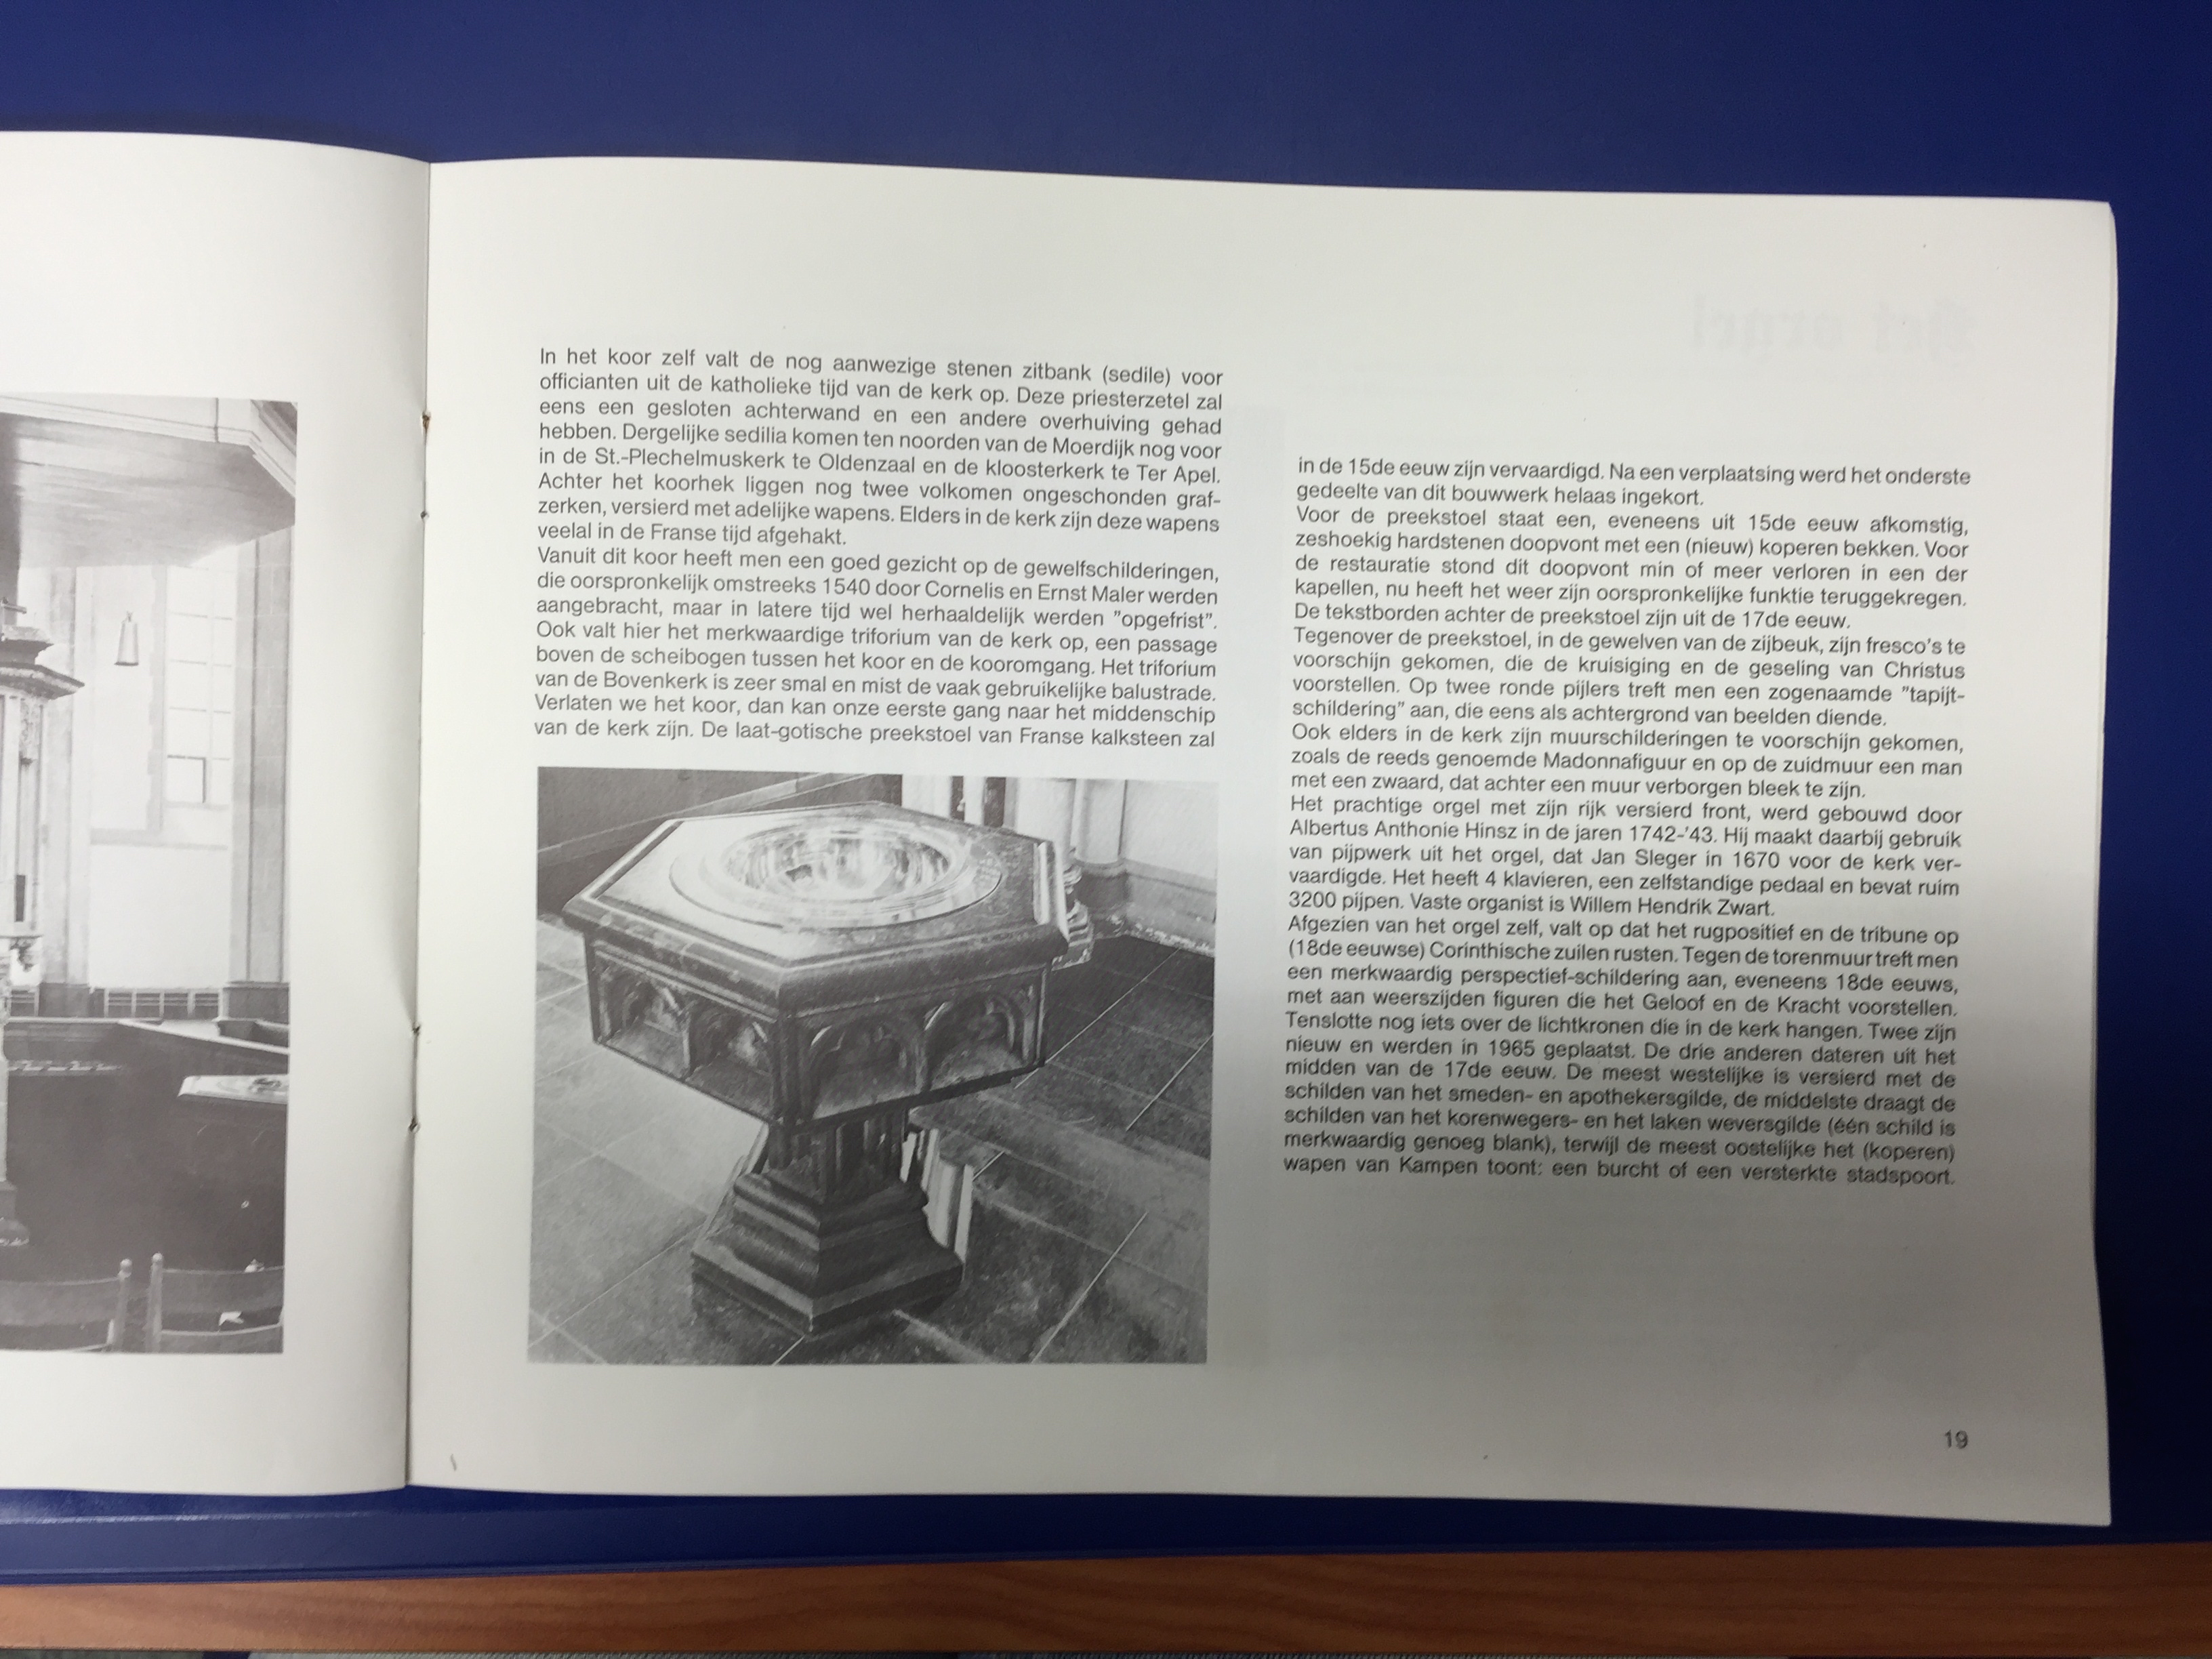 In het koor zelf valt de nog aanwezige stenen zitbank (sedile) voor
officianten uit de katholieke tijd van de kerk op. Deze priesterzetel zal
eens een gesloten achterwand en een andere overhuiving gehad
hebben. Dergelijke sedilia komen ten noorden van de Moerdijk nog voor
in de St.-Plechelmuskerk te Oldenzaal en de kloosterkerk te Ter Apel.
Achter het koorhek liggen nog twee volkomen ongeschonden graf-
zerken, versierd met adelijke wapens. Elders in de kerk zijn deze wapens
veelal in de Franse tijd afgehakt.
Vanuit dit koor heeft men een goed gezicht op de gewelfschilderingen,
die oorspronkelijk omstreeks 1540 door Cornelis en Ernst Maler werden
aangebracht, maar in latere tijd wel herhaaldelijk werden "opgefrist".
Ook valt hier het merkwaardige triforium van de kerk op, een passage
boven de scheibogen tussen het koor en de kooromgang. Het triforium
van de Bovenkerk is zeer smal en mist de vaak gebruikelijke balustrade.
Verlaten we het koor, dan kan onze eerste gang naar het middenschip
van de kerk zijn. De laat-gotische preekstoel van Franse kalksteen zal
in de 15de eeuw zijn vervaardigd. Na een verplaatsing werd het onderste
gedeelte van dit bouwwerk helaas ingekort.
Voor de preekstoel staat een, eveneens uit 15de eeuw afkomstig,
zeshoekig hardstenen doopvont met een (nieuw) koperen bekken. Voor
de restauratie stond dit doopvont min of meer verloren in een der
kapellen, nu heeft het weer zijn oorspronkelijke funktie teruggekregen.
De tekstborden achter de preekstoel zijn uit de 17de eeuw.
Tegenover de preekstoel, in de gewelven van de zijbeuk, zijn fresco's te
voorschijn gekomen, die de kruisiging en de geseling van Christus
voorstellen. Op twee ronde pijlers treft men een zogenaamde "tapijt-
schildering" aan, die eens als achtergrond van beelden diende.
Ook elders in de kerk zijn muurschilderingen te voorschijn gekomen,
zoals de reeds genoemde Madonnafiguur en op de zuidmuur een man
met een zwaard, dat achter een muur verborgen bleek te zijn.
Het prachtige orgel met zijn rijk versierd front, werd gebouwd door
Albertus Anthonie Hinsz in de jaren 1742-'43. Hij maakt daarbij gebruik
van pijpwerk uit het orgel, dat Jan Sleger in 1670 voor de kerk ver-
vaardigde. Het heeft 4 klavieren, een zelfstandige pedaal en bevat ruim
3200 pijpen. Vaste organist is Willem Hendrik Zwart.
Afgezien van het orgel zelf, valt op dat het rugpositief en de tribune op
(18de eeuwse) Corinthische zuilen rusten. Tegen de torenmuur treft men
een merkwaardig perspectief-schildering aan, eveneens 18de eeuws,
met aan weerszijden figuren die het Geloof en de Kracht voorstellen.
Tenslotte nog iets over de lichtkronen die in de kerk hangen. Twee zijn
nieuw en werden in 1965 geplaatst. De drie anderen dateren uit het
midden van de 17de eeuw. De meest westelijke is versierd met de
schilden van het smeden- en apothekersgilde, de middelste draagt de
schilden van het korenwegers- en het laken weversgilde (één schild is
merkwaardig genoeg blank), terwijl de meest oostelijke het (koperen)
wapen van Kampen toont: een burcht of een versterkte stadspoort.
19